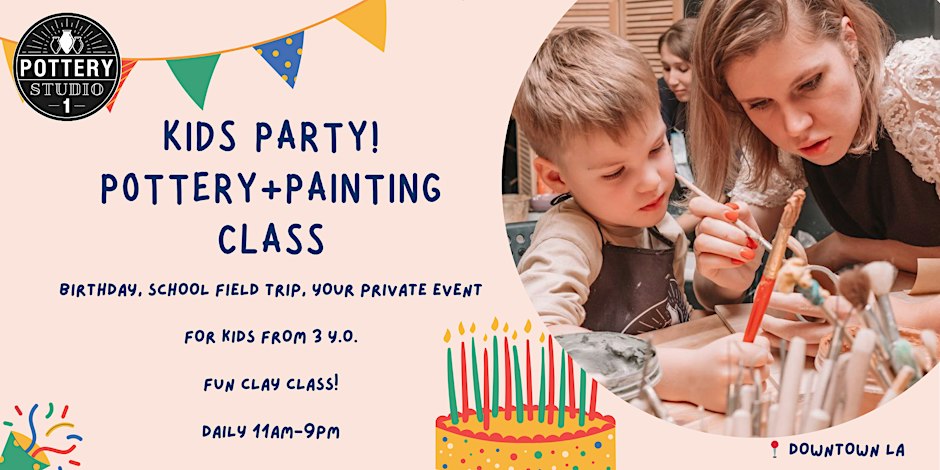 POTTERY
STUDIO
1
KIDS PARTY!
POTTERY+PAINTING
CLASS
BIRTHDAY, SCHOOL FIELD TRIP, YOUR PRIVATE EVENT
FOR KIDS FROM 3 Y.O.
FUN CLAY CLASS!
DAILY 11AM-9PM
DOWNTOWN LA